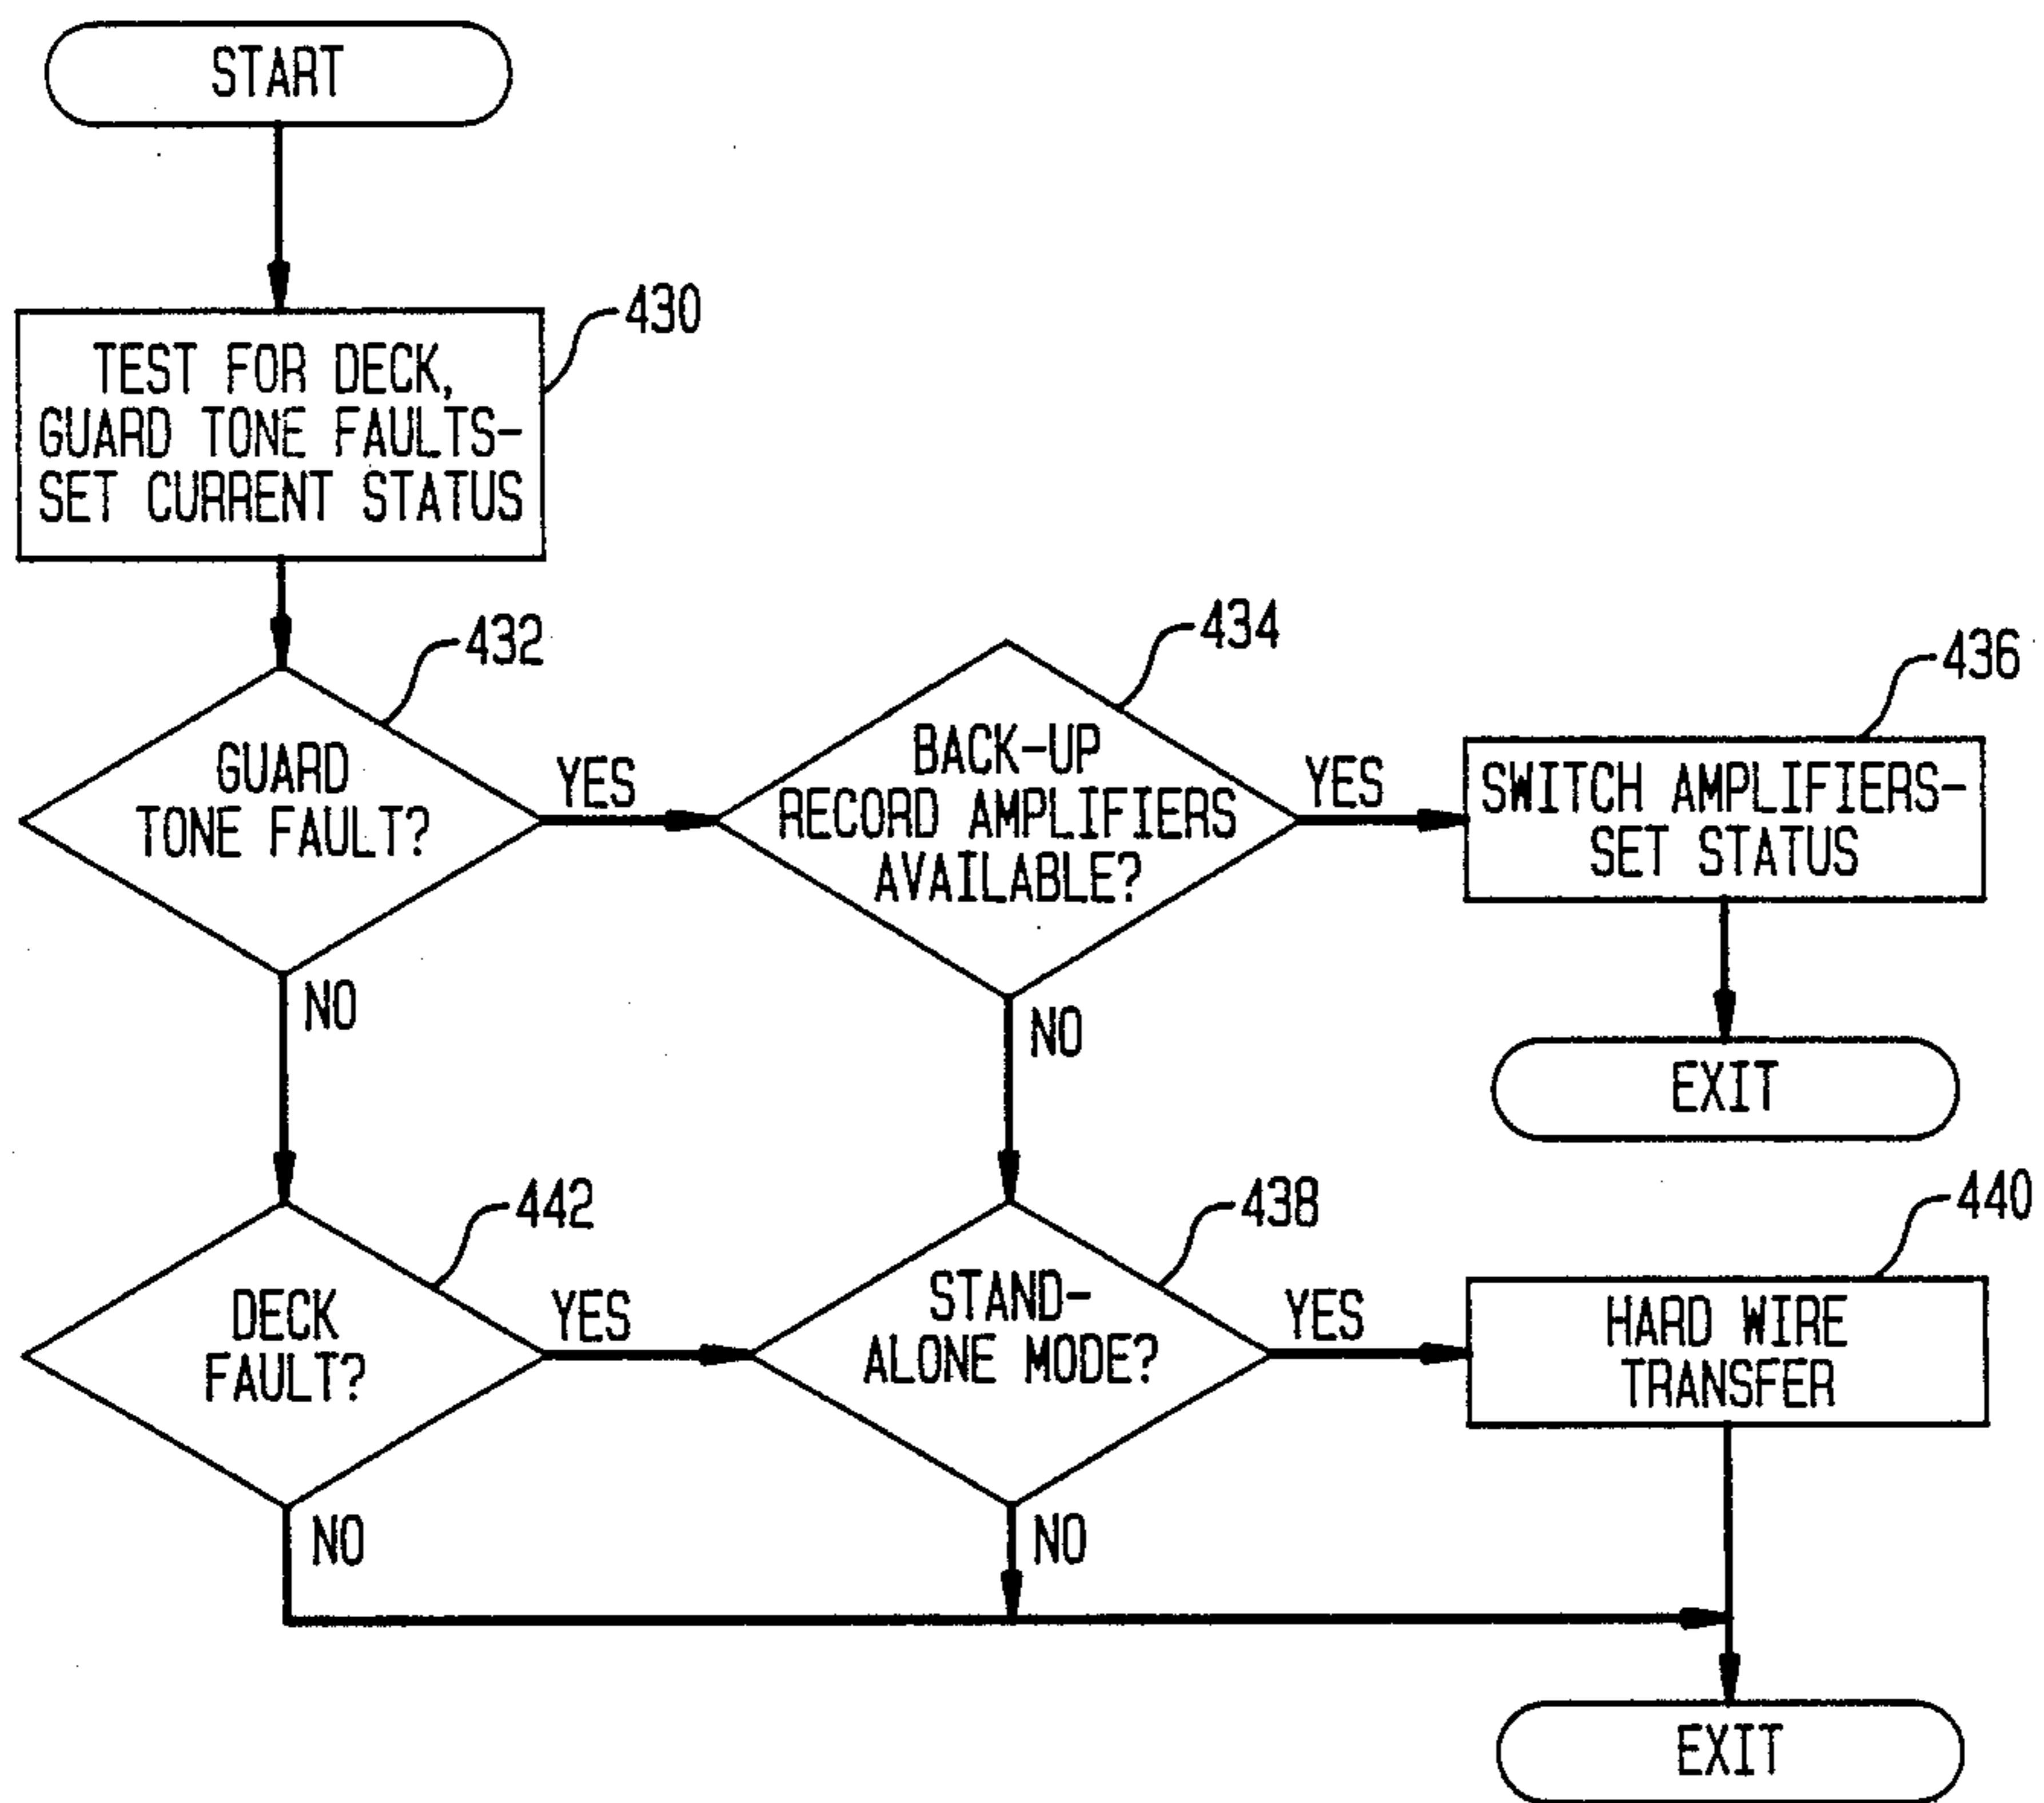 START
430
TEST FOR DECK,
GUARD TONE FAULTS-
SET CURRENT STATUS
432
GUARD
TONE FAULT?
YES
NO
434
BACK-UP
RECORD AMPLIFIERS
AVAILABLE?
YES
NO
436
SWITCH AMPLIFIERS-
SET STATUS
EXIT
442
DECK
FAULT?
YES
NO
438
STAND-
ALONE MODE?
YES
NO
440
HARD WIRE
TRANSFER
EXIT